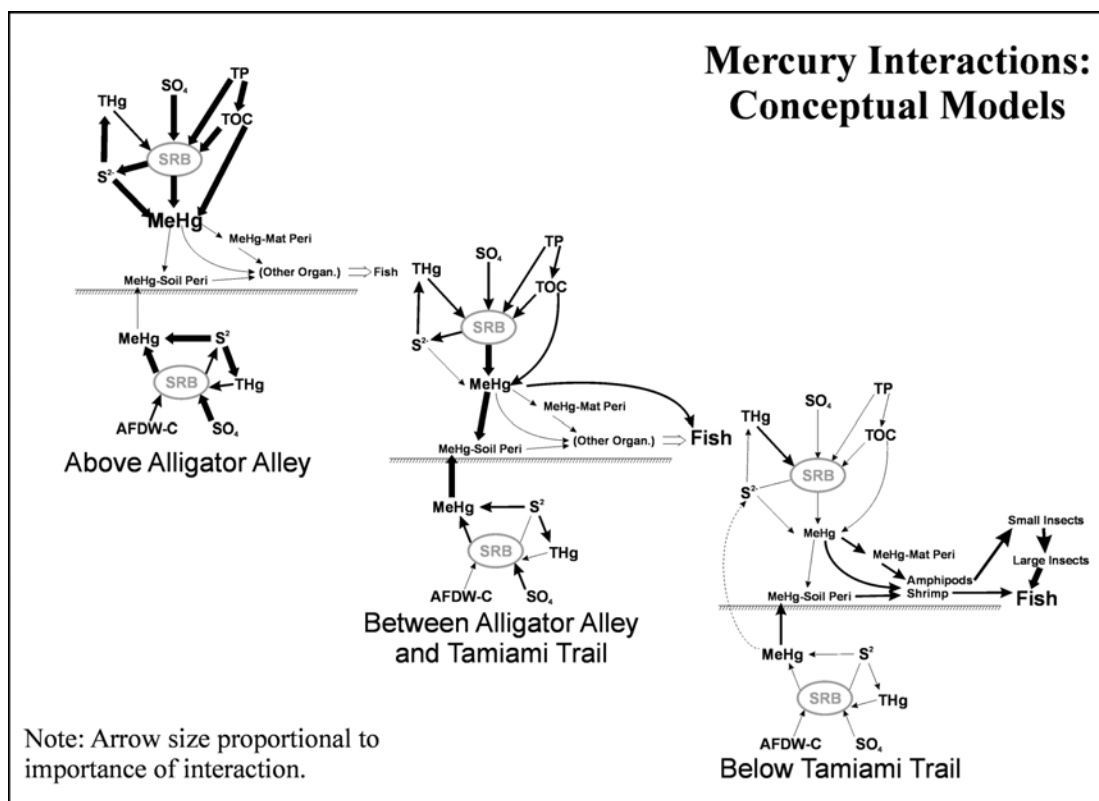 Mercury Interactions:
Conceptual Models
TP
SO₄
THg
TOC
SRB
S²⁻
MeHg
MeHg-Mat Peri
(Other Organ.)
Fish
MeHg-Soil Peri
MeHg
S²
SRB
THg
AFDW-C
SO₄
Above Alligator Alley
TP
SO₄
THg
TOC
SRB
S²⁻
MeHg
MeHg-Mat Peri
(Other Organ.)
Fish
MeHg-Soil Peri
MeHg
S²
SRB
THg
AFDW-C
SO₄
Between Alligator Alley
and Tamiami Trail
TP
SO₄
THg
TOC
SRB
S²⁻
MeHg
Small Insects
MeHg-Mat Peri
Large Insects
Amphipods
Shrimp
MeHg-Soil Peri
Fish
MeHg
S²
SRB
THg
AFDW-C
SO₄
Below Tamiami Trail
Note: Arrow size proportional to
importance of interaction.